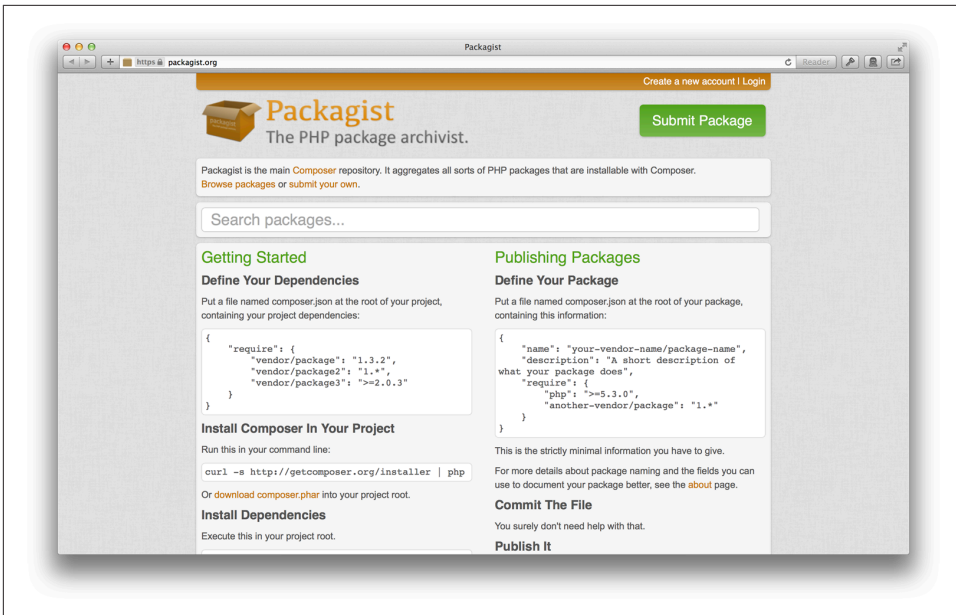 Packagist
https packagist.org
Reader
Create a new account | Login
packagist
Packagist
The PHP package archivist.
Submit Package
Packagist is the main Composer repository. It aggregates all sorts of PHP packages that are installable with Composer.
Browse packages or submit your own.
Search packages...
Getting Started
Define Your Dependencies
Put a file named composer.json at the root of your project,
containing your project dependencies:
{
    "require": {
        "vendor/package": "1.3.2",
        "vendor/package2": "1.*",
        "vendor/package3": ">=2.0.3"
    }
}
Install Composer In Your Project
Run this in your command line:
curl -s http://getcomposer.org/installer | php
Or download composer.phar into your project root.
Install Dependencies
Execute this in your project root.
Publishing Packages
Define Your Package
Put a file named composer.json at the root of your package,
containing this information:
{
    "name": "your-vendor-name/package-name",
    "description": "A short description of
what your package does",
    "require": {
        "php": ">=5.3.0",
        "another-vendor/package": "1.*"
    }
}
This is the strictly minimal information you have to give.
For more details about package naming and the fields you can
use to document your package better, see the about page.
Commit The File
You surely don't need help with that.
Publish It